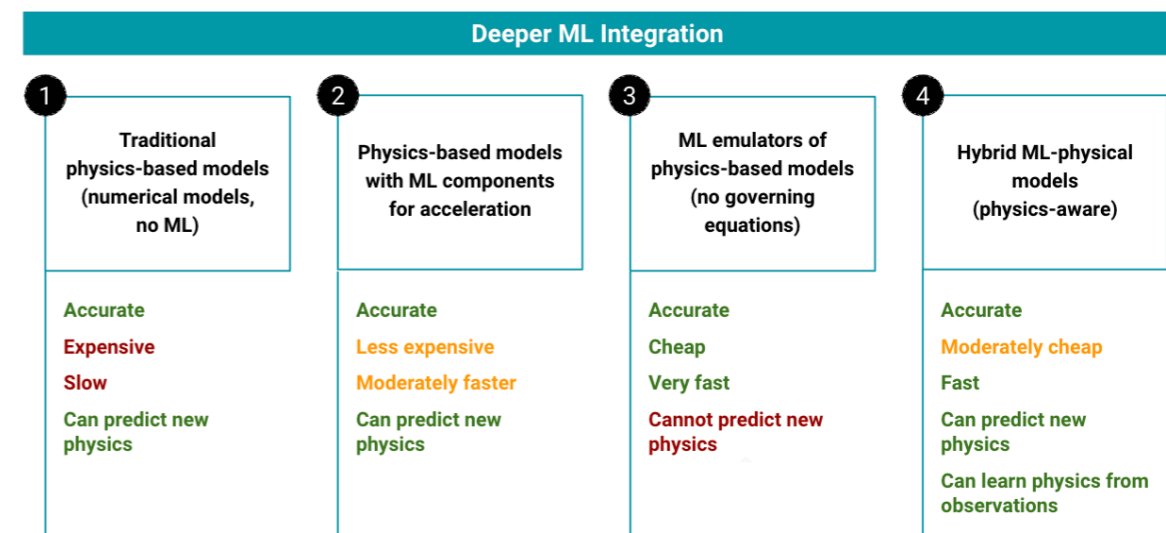 Deeper ML Integration
1
Traditional
physics-based models
(numerical models,
no ML)
Accurate
Expensive
Slow
Can predict new
physics
2
Physics-based models
with ML components
for acceleration
Accurate
Less expensive
Moderately faster
Can predict new
physics
3
ML emulators of
physics-based models
(no governing
equations)
Accurate
Cheap
Very fast
Cannot predict new
physics
4
Hybrid ML-physical
models
(physics-aware)
Accurate
Moderately cheap
Fast
Can predict new
physics
Can learn physics from
observations